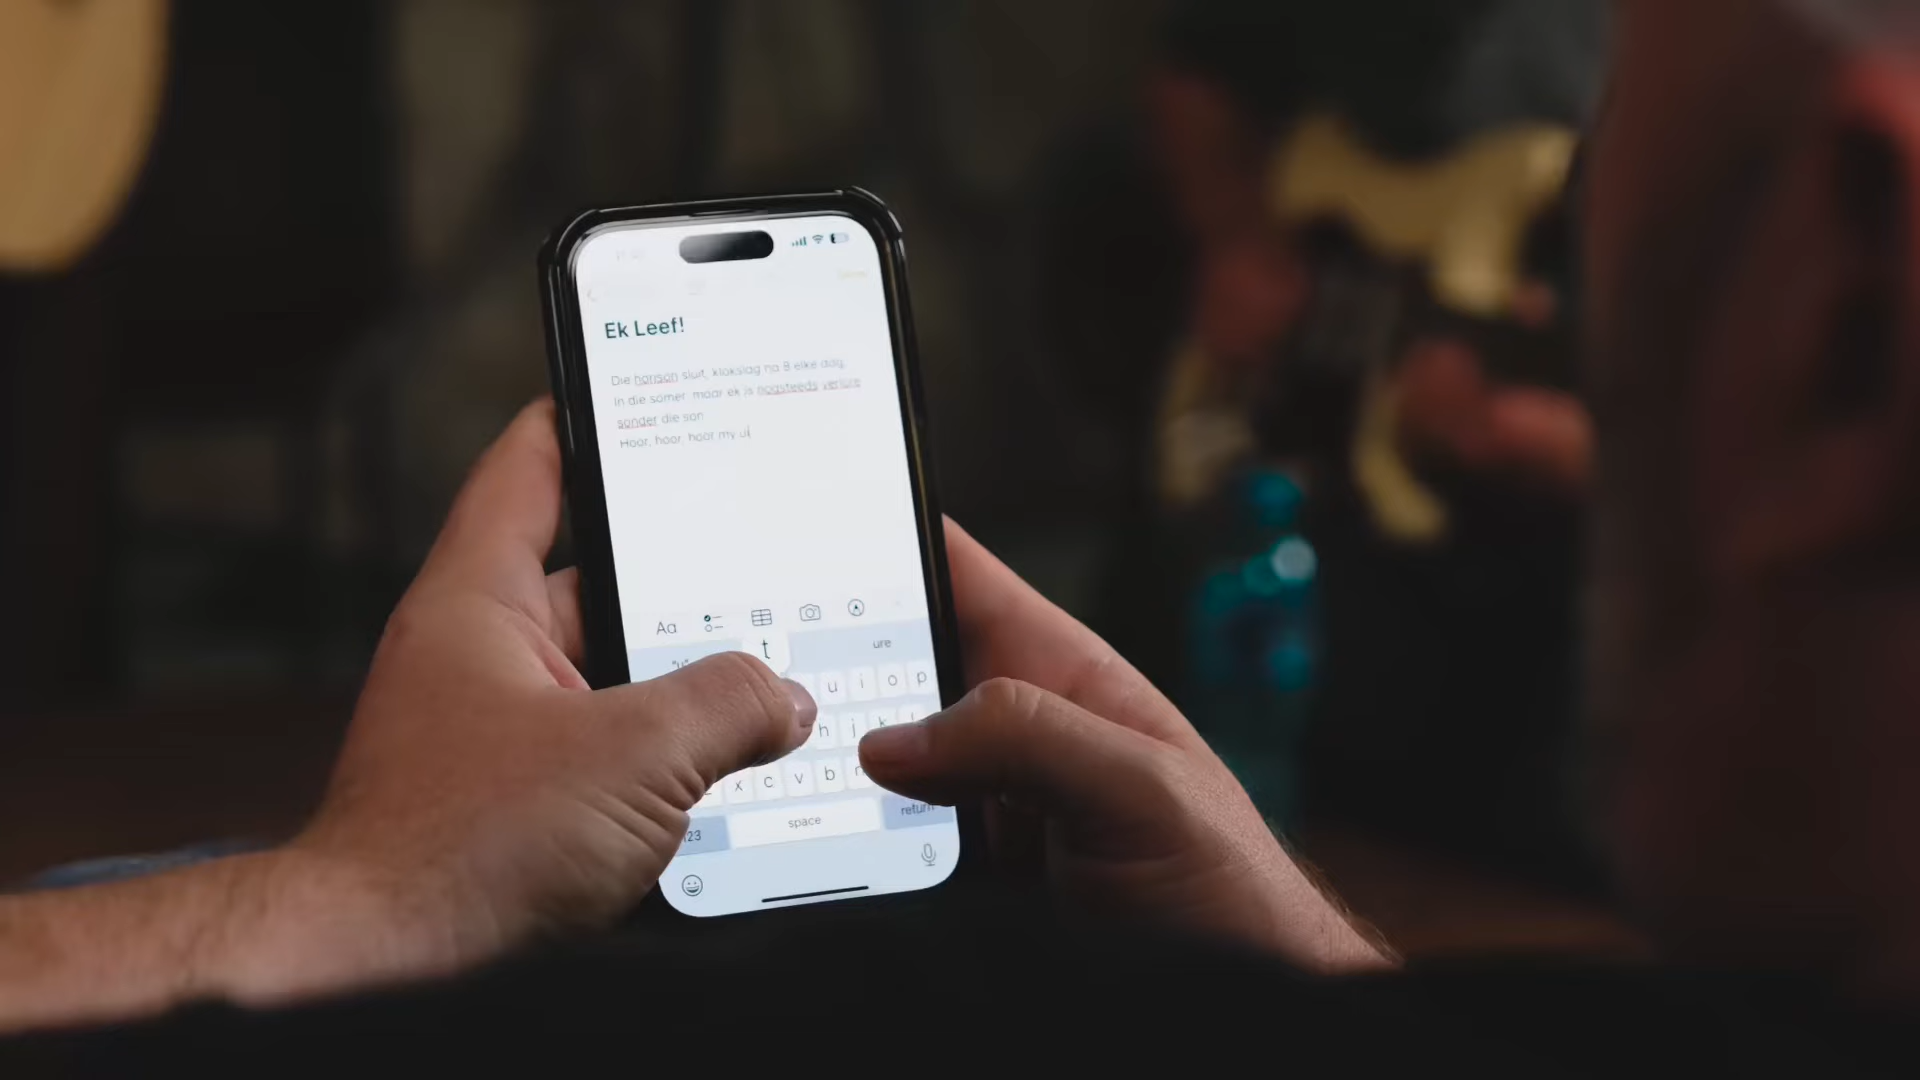 Ek Leef!
Die horison sluit, klokslag na 8 elke dag,
In die somer maar ek is nogsteeds verlore
sonder die son
Hoor, hoor, hoor my ui
Aa
"u" t ure
u i o p
h j k
x c v b n
123 space return